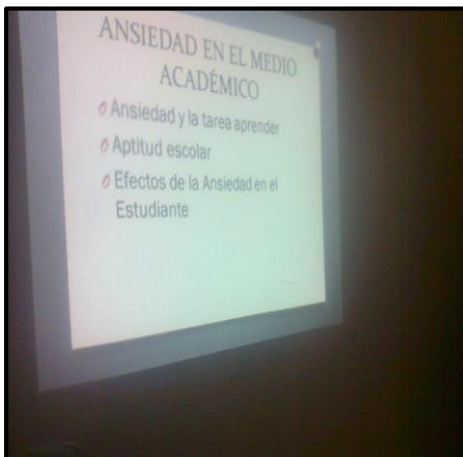 ANSIEDAD EN EL MEDIO
ACADÉMICO
Ansiedad y la tarea aprender
Aptitud escolar
Efectos de la Ansiedad en el
Estudiante